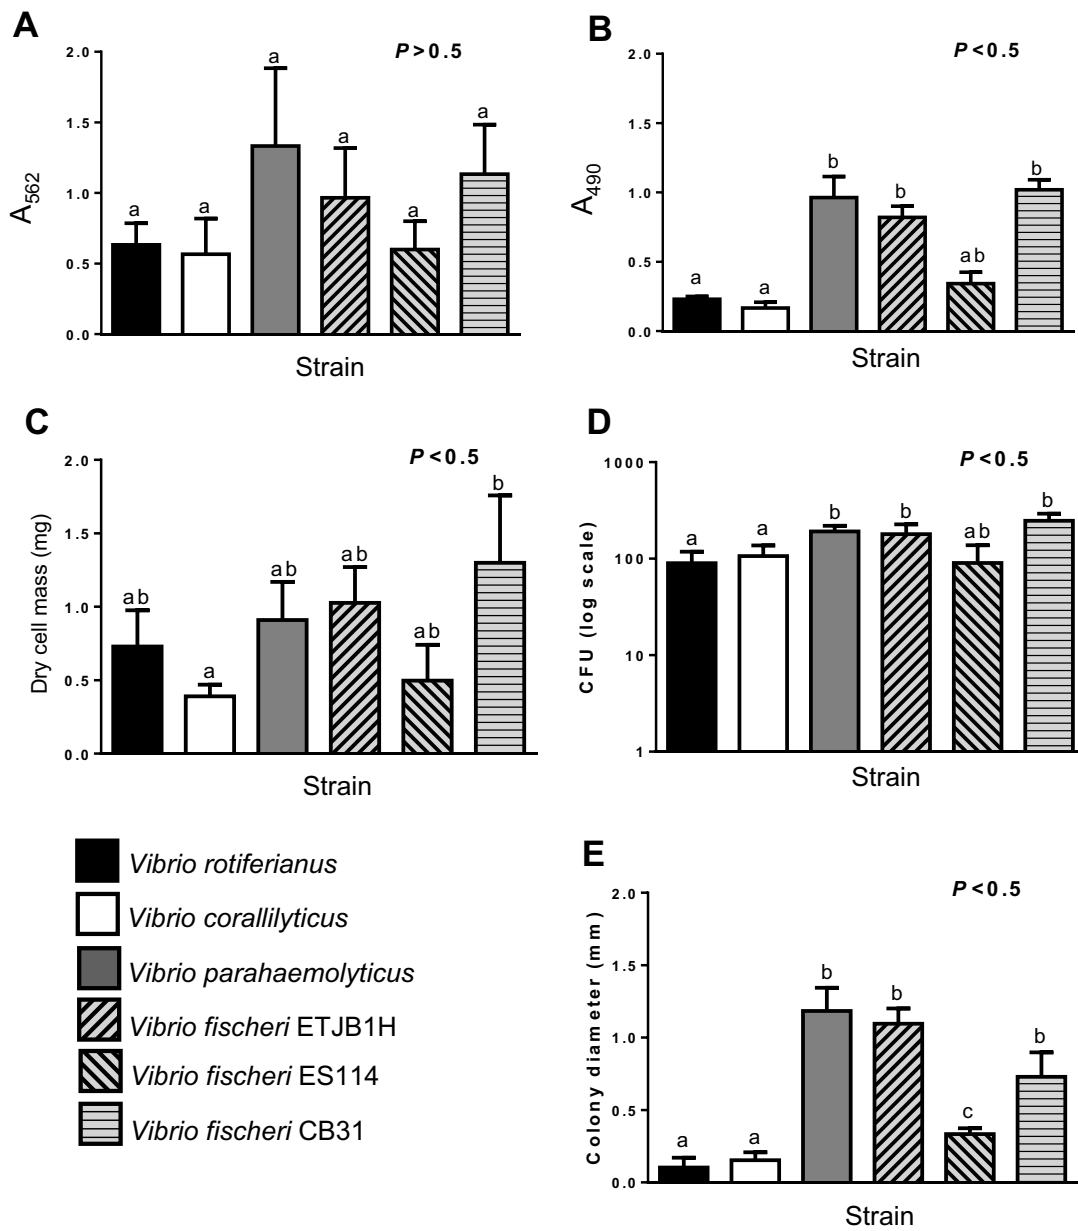 A
P>0.5
2.0
1.5
1.0
0.5
0.0
A562
a
a
a
a
a
a
Strain
B
P<0.5
2.0
1.5
1.0
0.5
0.0
A490
a
a
b
b
ab
b
Strain
C
P<0.5
2.0
1.5
1.0
0.5
0.0
Dry cell mass (mg)
ab
a
ab
ab
ab
b
Strain
D
P<0.5
1000
100
10
1
CFU (log scale)
a
a
b
b
ab
b
Strain
Vibrio rotiferianus
Vibrio corallilyticus
Vibrio parahaemolyticus
Vibrio fischeri ETJB1H
Vibrio fischeri ES114
Vibrio fischeri CB31
E
P<0.5
2.0
1.5
1.0
0.5
0.0
Colony diameter (mm)
a
a
b
b
c
b
Strain